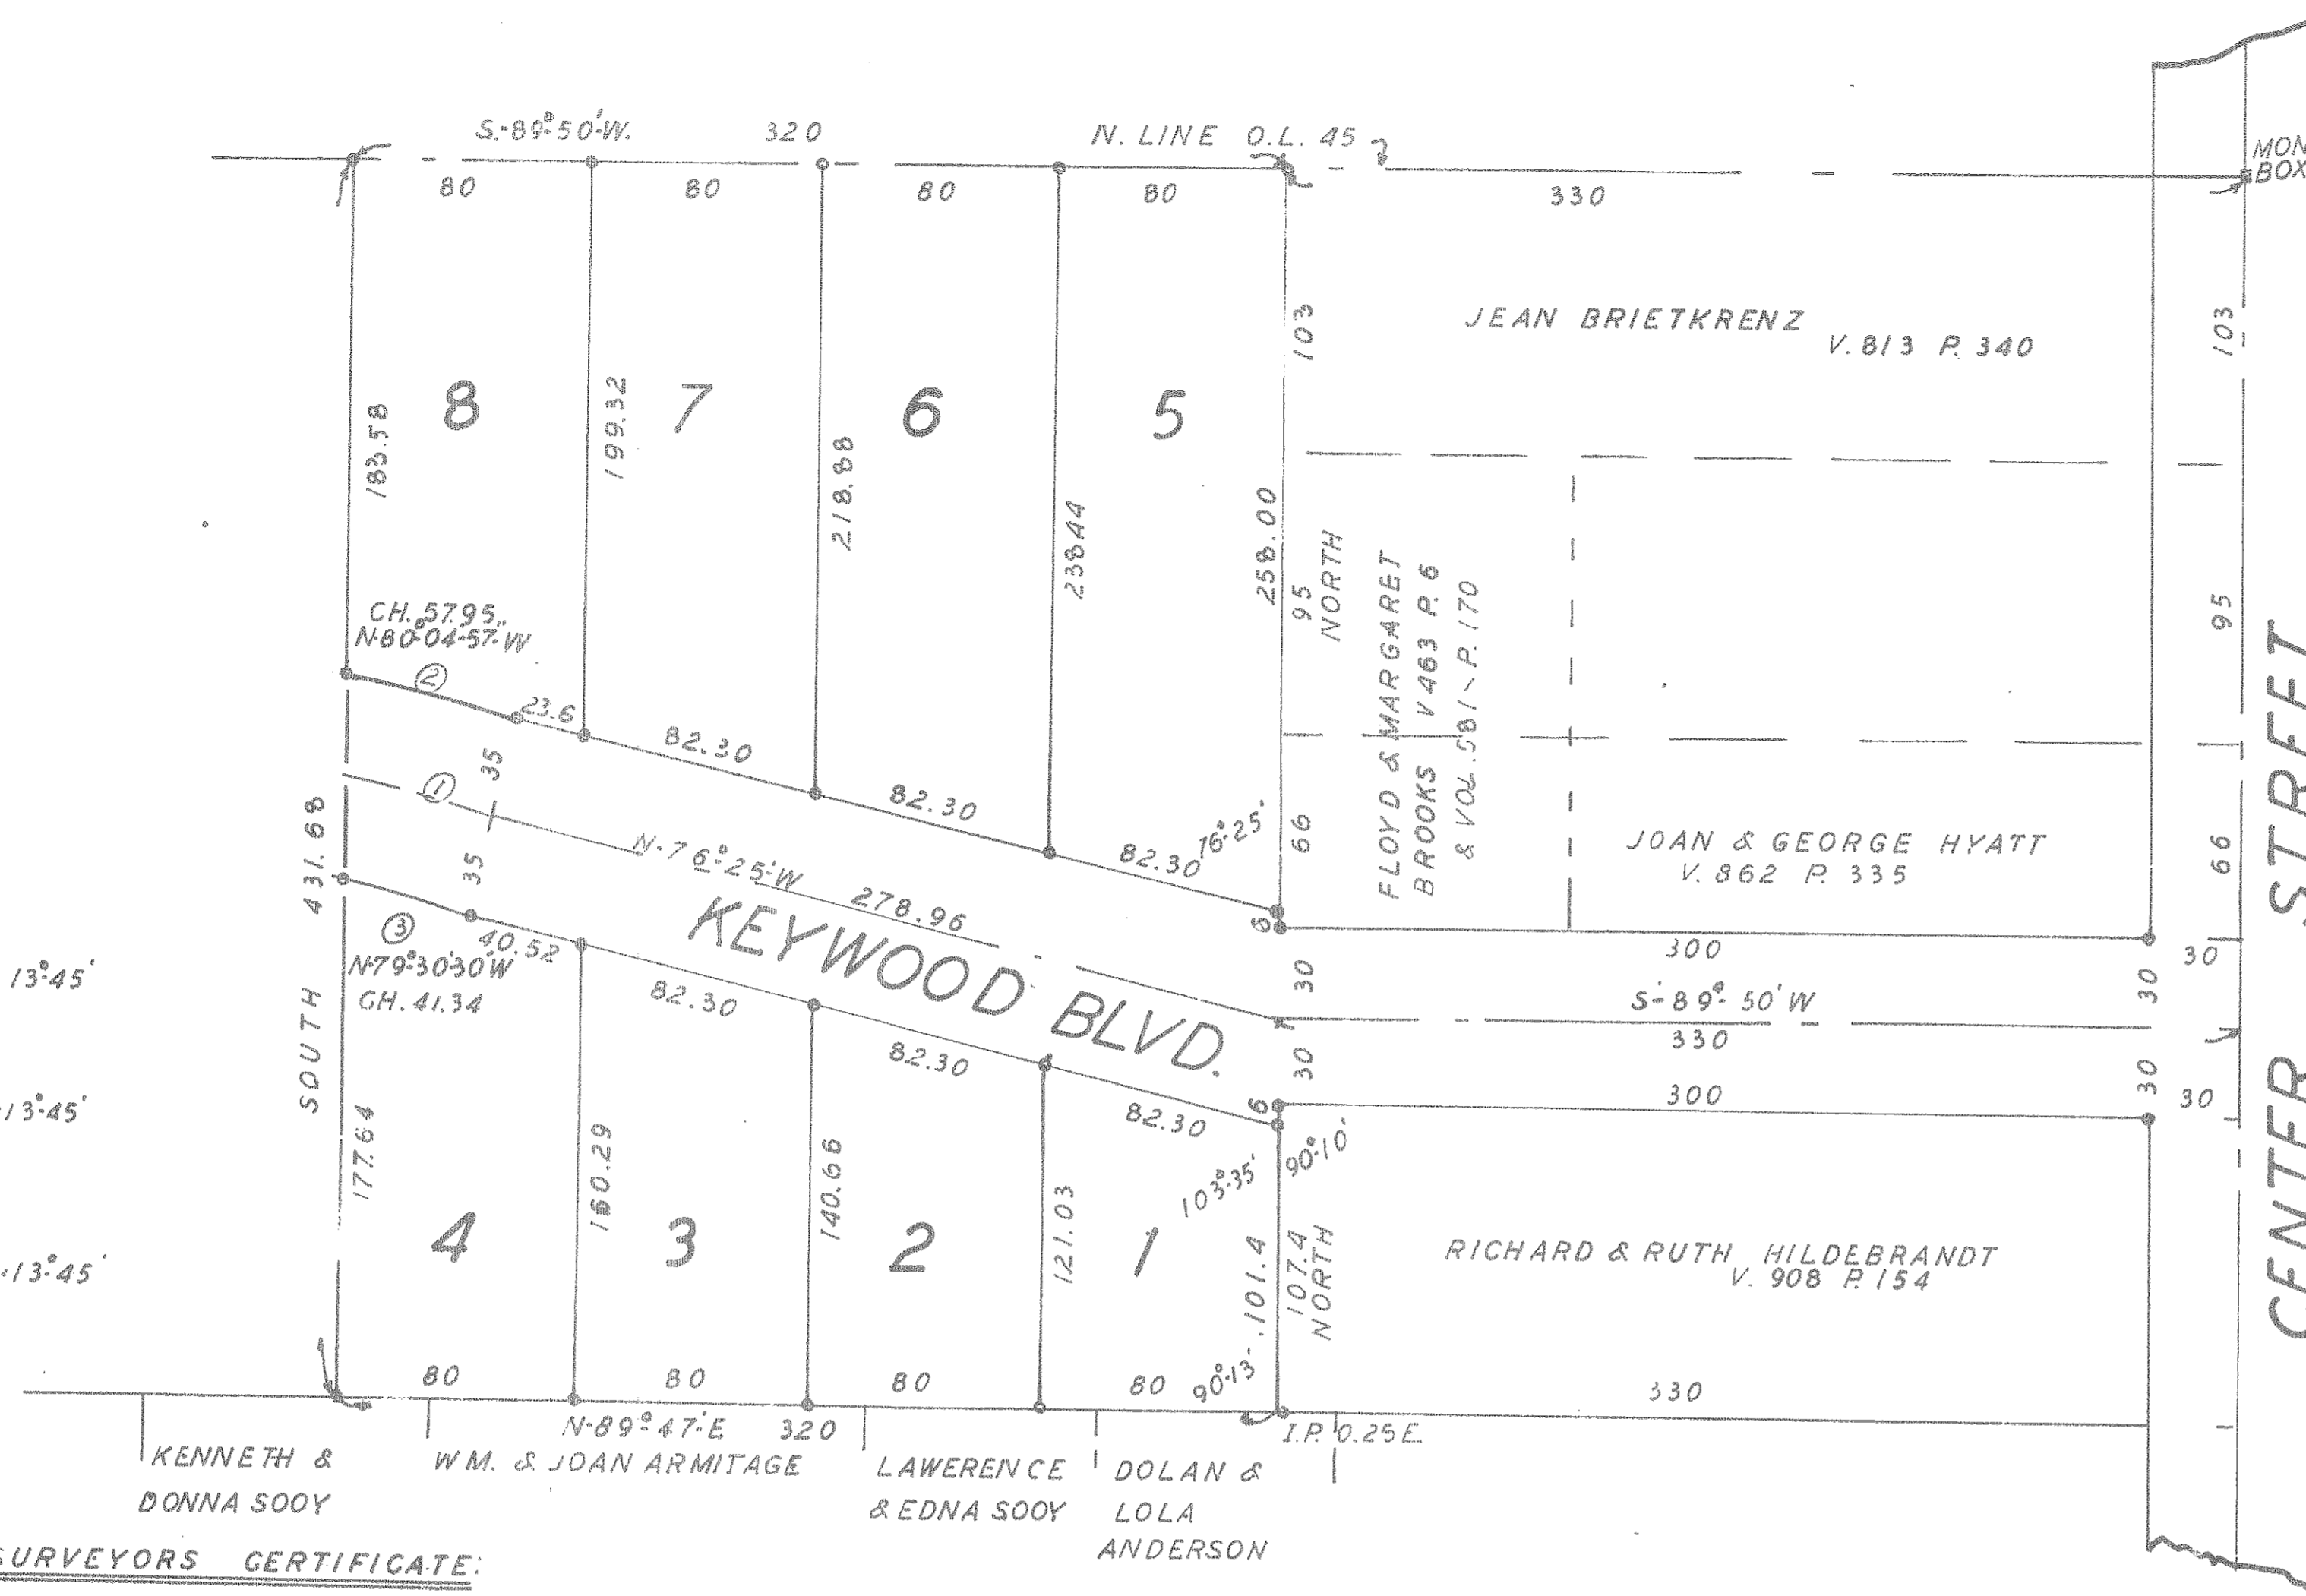 S.-89°-50'-W. 320
N. LINE O.L. 45
MON
BOX
80
80
80
80
330
103
JEAN BRIETKRENZ
V. 813 P. 340
103
8
7
6
5
183.58
199.32
218.88
238.44
258.00
95
NORTH
FLOYD & MARGARET
BROOKS V 463 P. 6
& VOL. 581 P. 170
95
CH. 57.95
N-80°-04'-57"-W
2
23.6
82.30
82.30
82.30
76°-25'
66
JOAN & GEORGE HYATT
V. 862 P. 335
66
1
35
35
N-76°-25'-W 278.96
KEYWOOD BLVD.
SOUTH 431.68
3
40.52
N-79°30'30"W
CH. 41.34
82.30
82.30
82.30
6
300
30
30
30
S-89°-50'W
330
30
30
6
300
30
CENTER STREET
13°-45'
13°-45'
13°-45'
177.64
160.29
140.66
121.03
103°-35'
90°-10'
101.4
107.4
NORTH
4
3
2
1
RICHARD & RUTH HILDEBRANDT
V. 908 P. 154
80
80
80
80
90°-13'
330
N-89°-47'-E 320
I.P. 0.25 E.
KENNETH &
DONNA SOOY
WM. & JOAN ARMITAGE
LAWERENCE
& EDNA SOOY
DOLAN &
LOLA
ANDERSON
SURVEYORS CERTIFICATE: